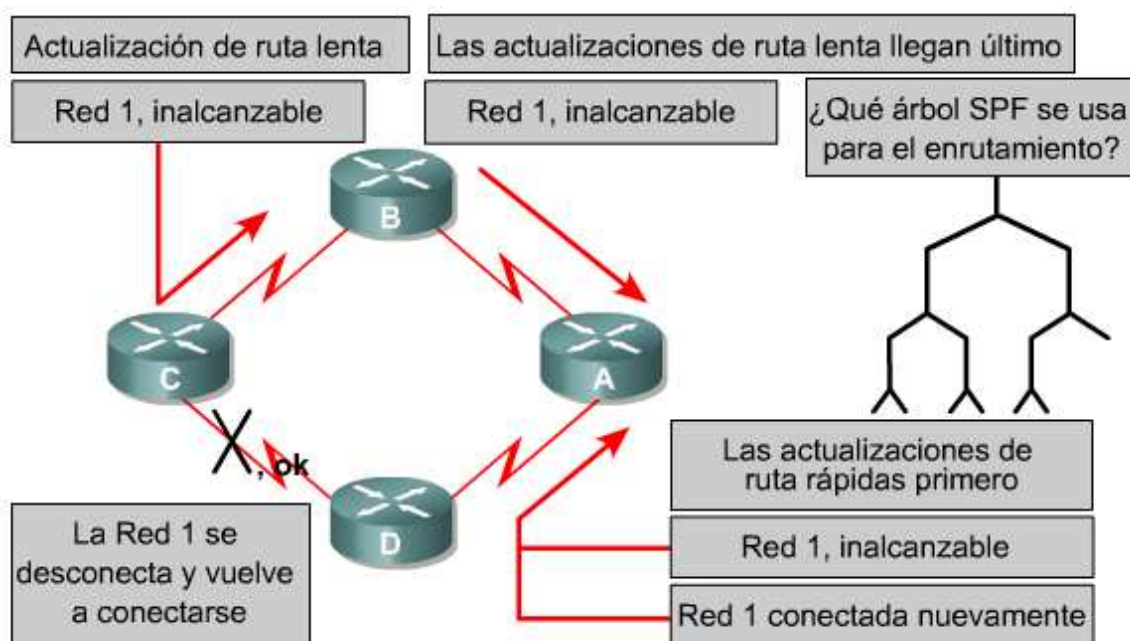 Actualización de ruta lenta
Las actualizaciones de ruta lenta llegan último
Red 1, inalcanzable
Red 1, inalcanzable
¿Qué árbol SPF se usa
para el enrutamiento?
B
C
A
X, ok
D
Las actualizaciones de
ruta rápidas primero
La Red 1 se
desconecta y vuelve
a conectarse
Red 1, inalcanzable
Red 1 conectada nuevamente